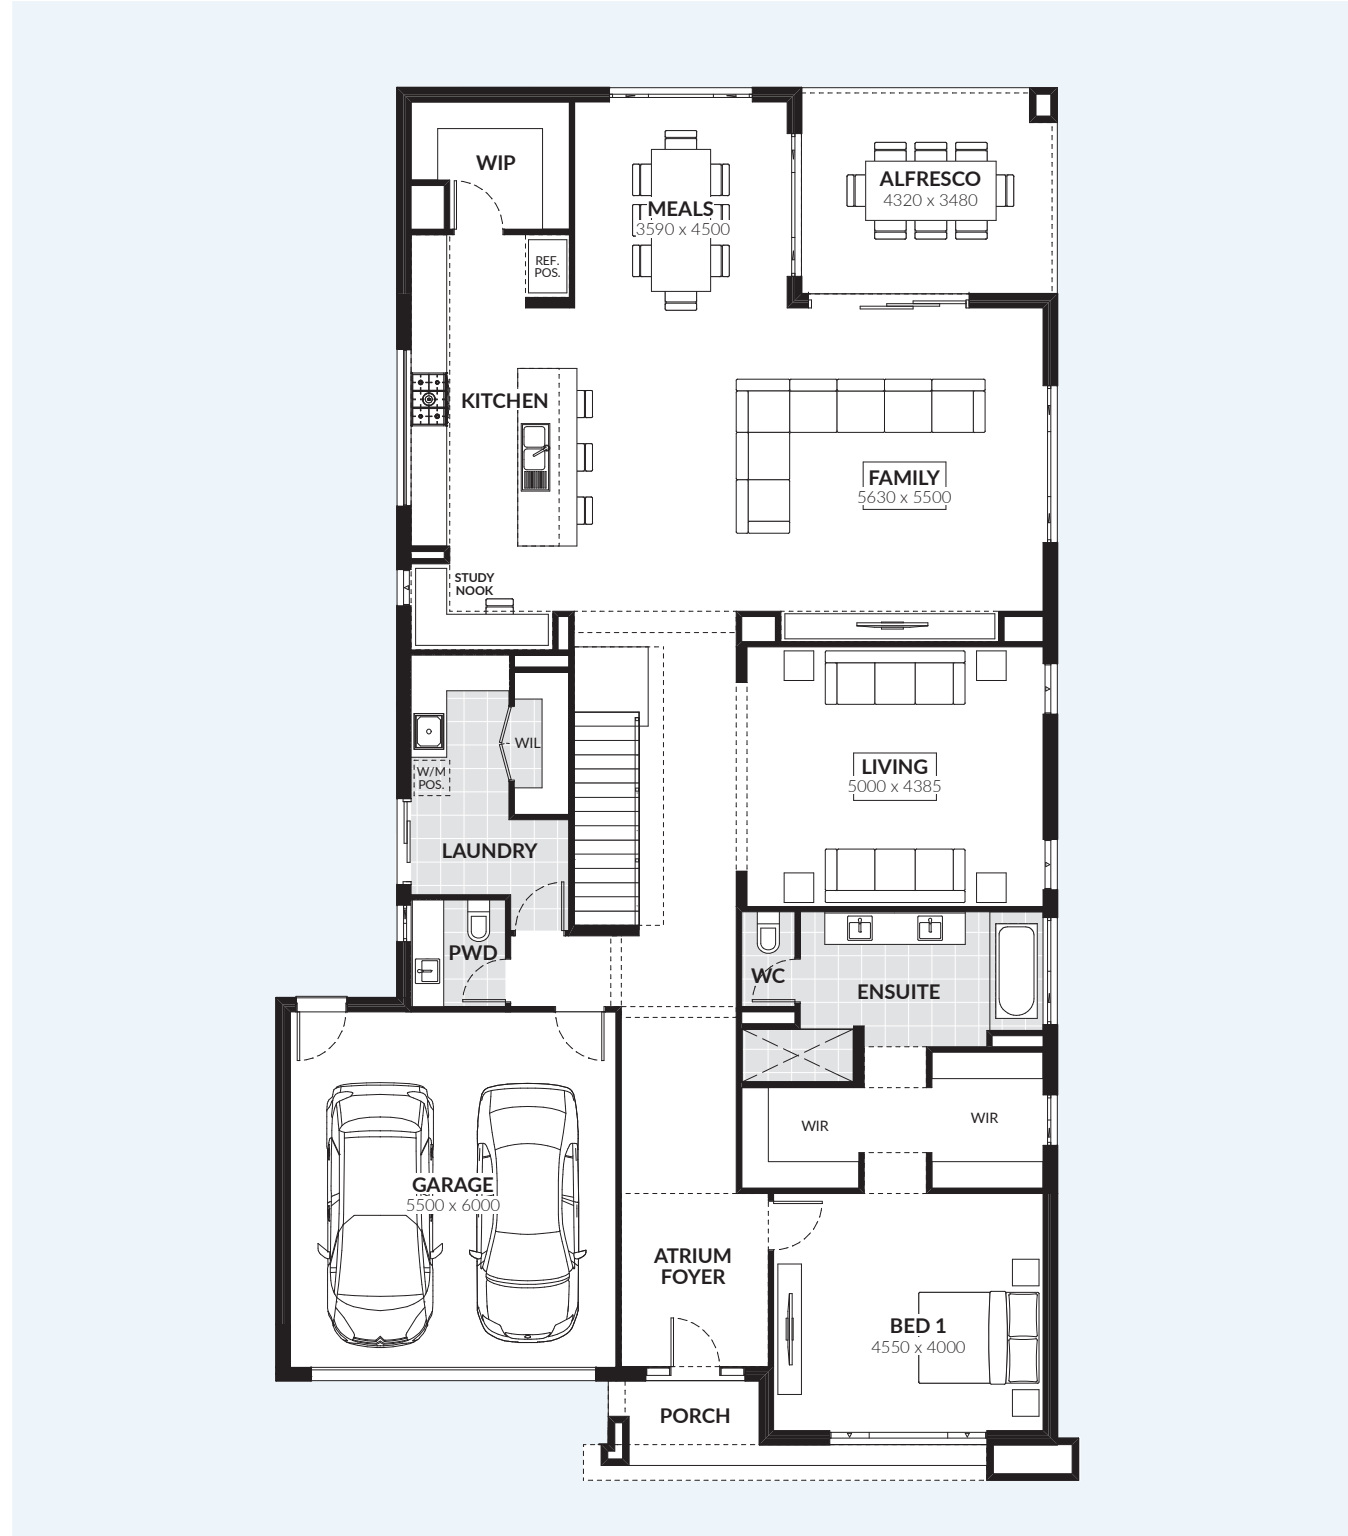 WIP
ALFRESCO
4320 x 3480
MEALS
3590 x 4500
REF.
POS.
KITCHEN
FAMILY
5630 x 5500
STUDY
NOOK
WIL
W/M
POS.
LIVING
5000 x 4385
LAUNDRY
PWD
WC
ENSUITE
WIR
WIR
GARAGE
5500 x 6000
ATRIUM
FOYER
BED 1
4550 x 4000
PORCH